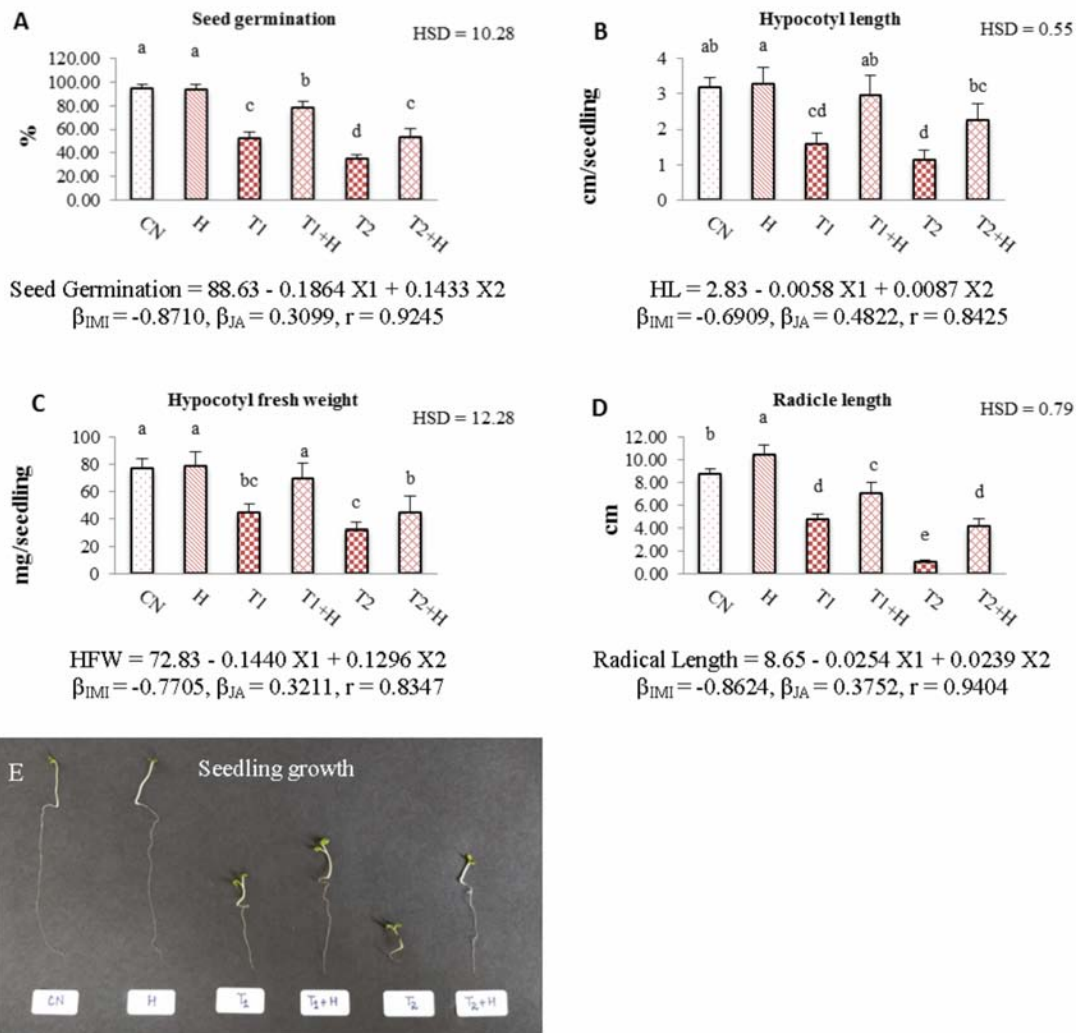 A
Seed germination
HSD = 10.28
%
120.00
100.00
80.00
60.00
40.00
20.00
0.00
a
a
c
b
d
c
CN
H
T1
T1+H
T2
T2+H
Seed Germination = 88.63 - 0.1864 X1 + 0.1433 X2
βIMI = -0.8710, βJA = 0.3099, r = 0.9245
B
Hypocotyl length
HSD = 0.55
cm/seedling
4
3
2
1
0
ab
a
cd
ab
d
bc
CN
H
T1
T1+H
T2
T2+H
HL = 2.83 - 0.0058 X1 + 0.0087 X2
βIMI = -0.6909, βJA = 0.4822, r = 0.8425
C
Hypocotyl fresh weight
HSD = 12.28
mg/seedling
100
80
60
40
20
0
a
a
bc
a
c
b
CN
H
T1
T1+H
T2
T2+H
HFW = 72.83 - 0.1440 X1 + 0.1296 X2
βIMI = -0.7705, βJA = 0.3211, r = 0.8347
D
Radicle length
HSD = 0.79
cm
12.00
10.00
8.00
6.00
4.00
2.00
0.00
b
a
d
c
e
d
CN
H
T1
T1+H
T2
T2+H
Radical Length = 8.65 - 0.0254 X1 + 0.0239 X2
βIMI = -0.8624, βJA = 0.3752, r = 0.9404
E
Seedling growth
CN
H
T1
T1+H
T2
T2+H